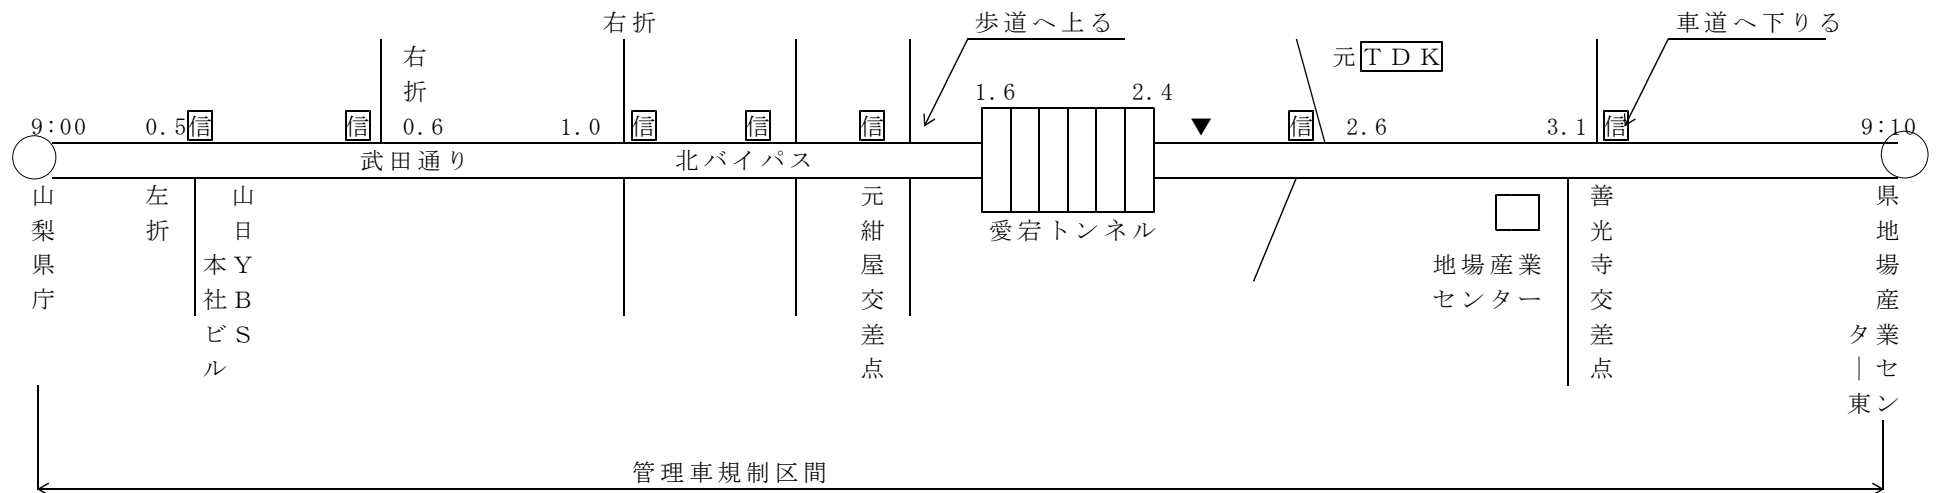 右折
歩道へ上る
車道へ下りる
右折
元TDK
1.6
2.4
9:00
0.5
信
信
0.6
1.0
信
信
信
信
2.6
3.1
信
9:10
武田通り
北バイパス
山梨県庁
左折
山日YBS
本社ビル
元紺屋交差点
愛宕トンネル
▼
地場産業
センター
善光寺交差点
県地場産業セン
ター東
管理車規制区間